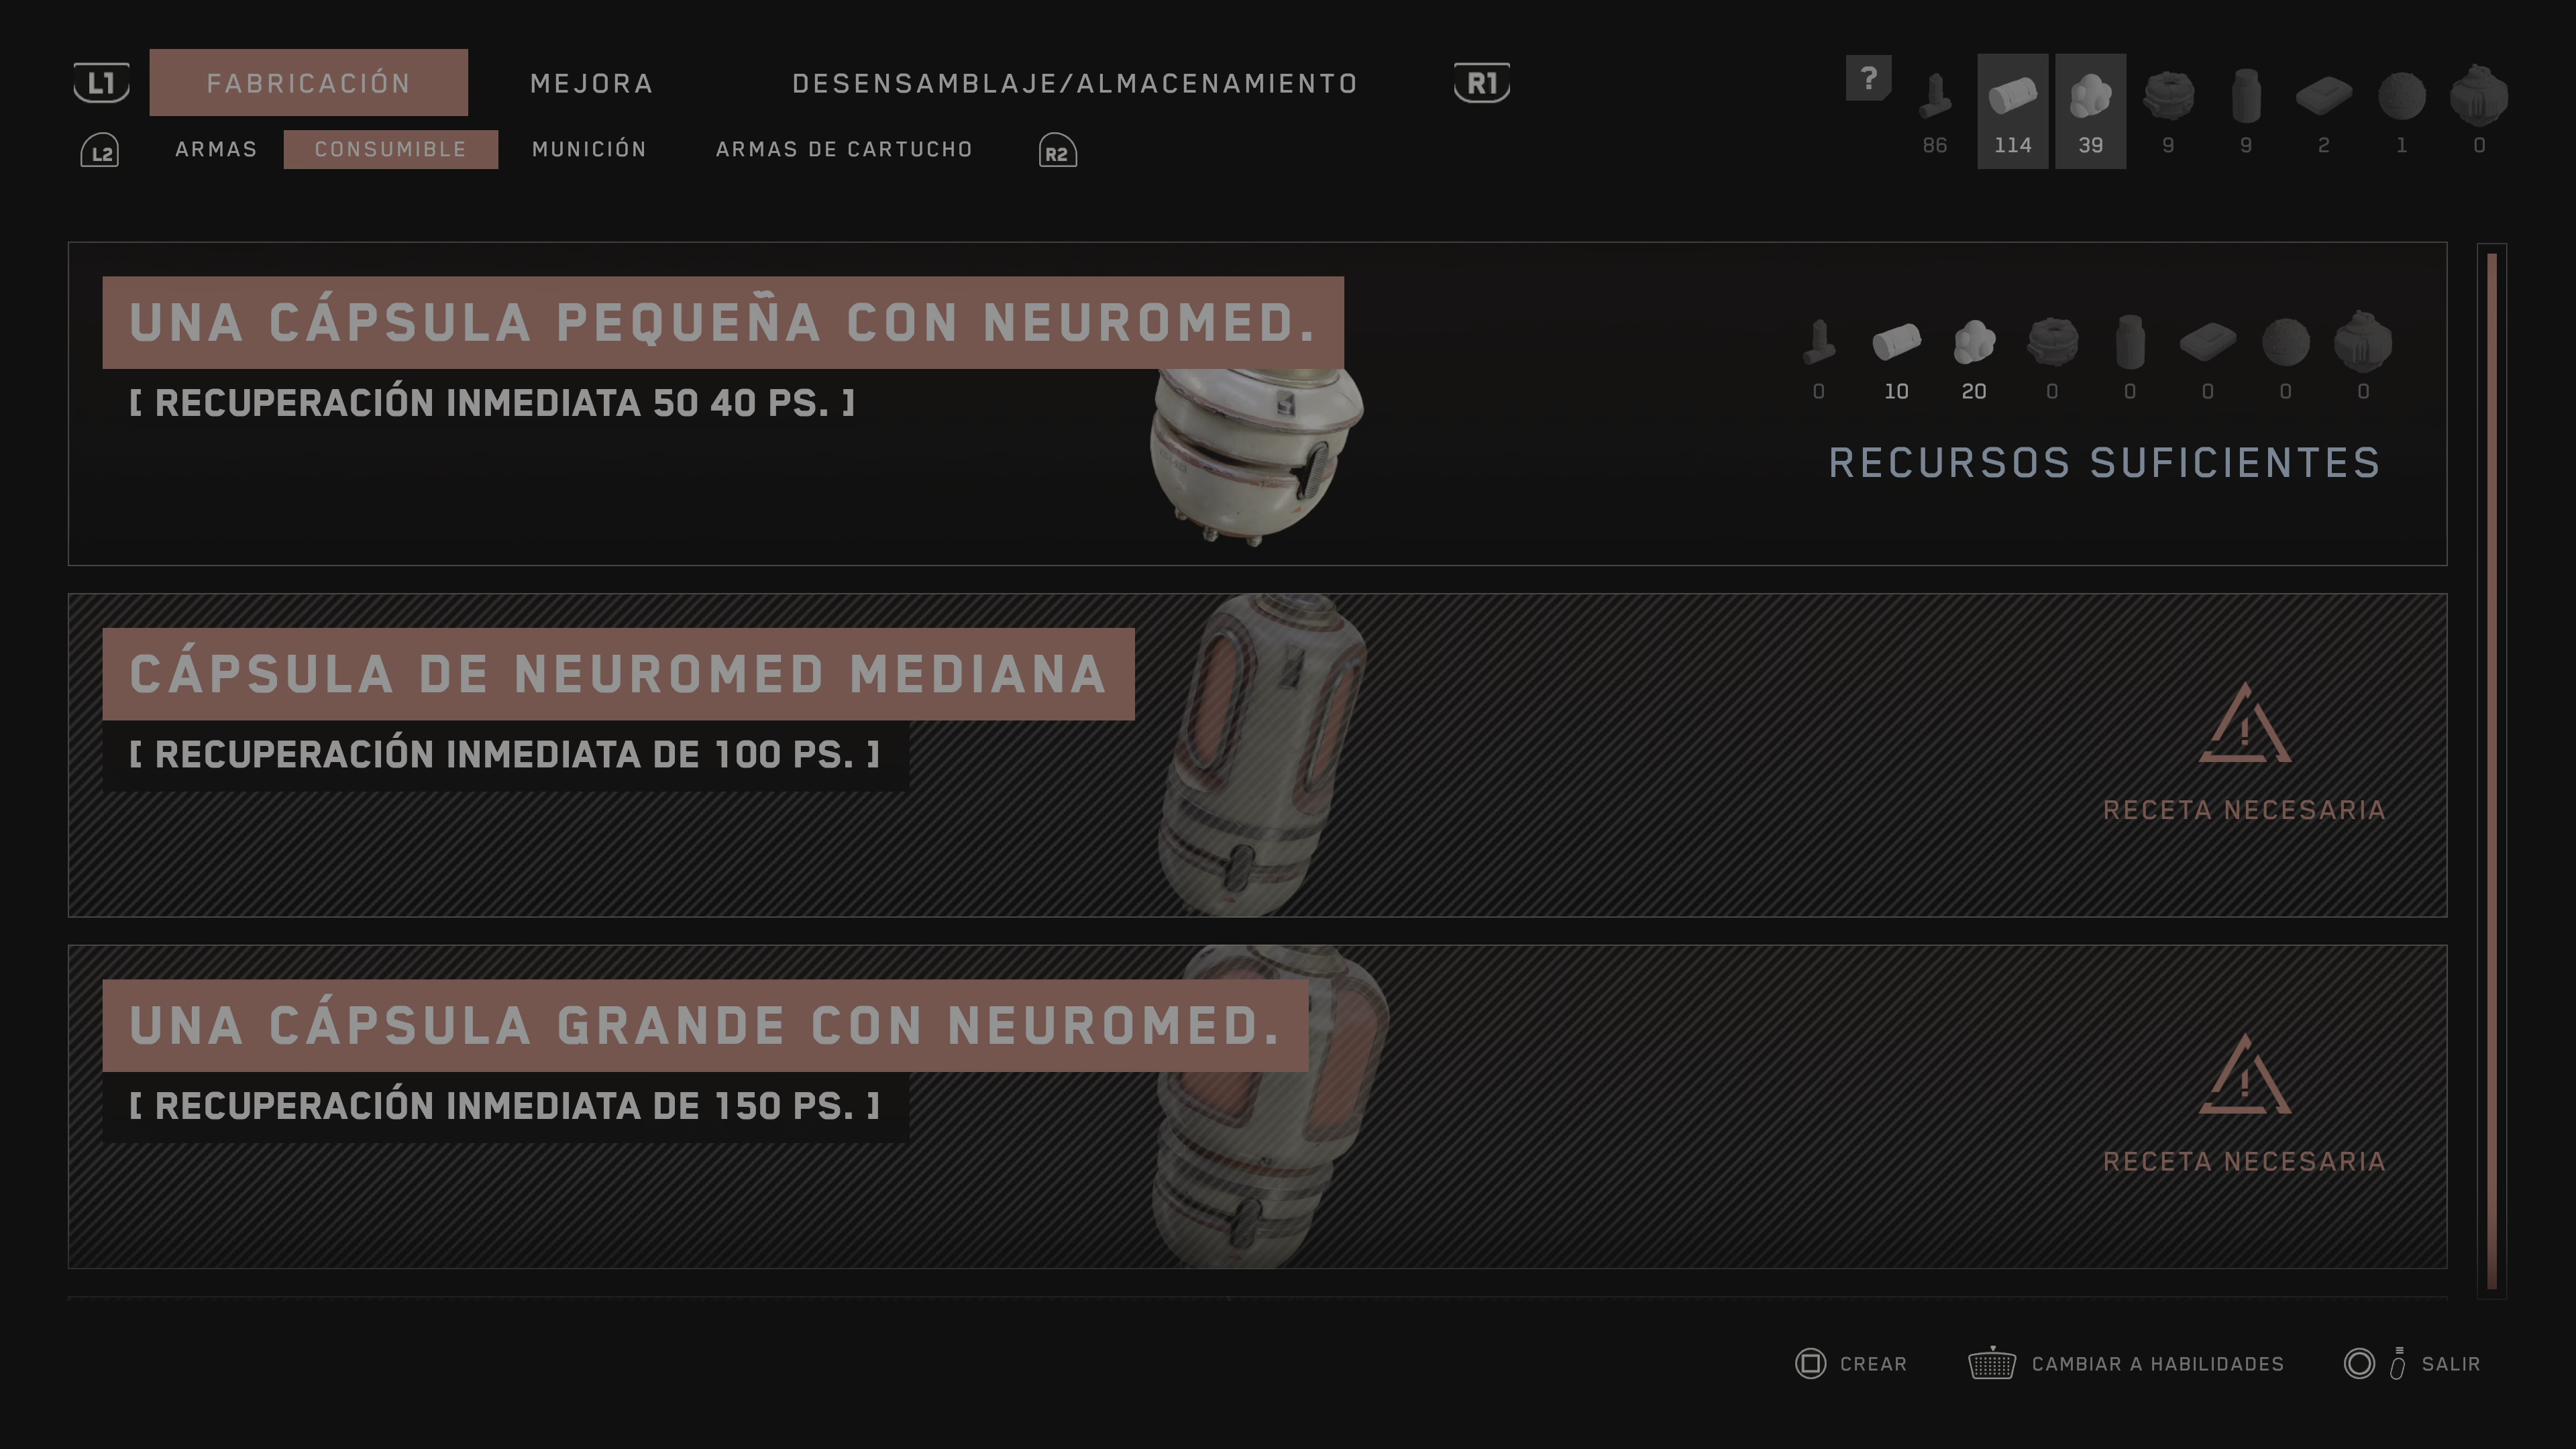 L1 FABRICACIÓN MEJORA DESENSAMBLAJE/ALMACENAMIENTO R1
L2 ARMAS CONSUMIBLE MUNICIÓN ARMAS DE CARTUCHO R2
?
86 114 39 9 9 2 1 0
UNA CÁPSULA PEQUEÑA CON NEUROMED.
[ RECUPERACIÓN INMEDIATA 50 40 PS. ]
0 10 20 0 0 0 0 0
RECURSOS SUFICIENTES
CÁPSULA DE NEUROMED MEDIANA
[ RECUPERACIÓN INMEDIATA DE 100 PS. ]
RECETA NECESARIA
UNA CÁPSULA GRANDE CON NEUROMED.
[ RECUPERACIÓN INMEDIATA DE 150 PS. ]
RECETA NECESARIA
CREAR CAMBIAR A HABILIDADES SALIR